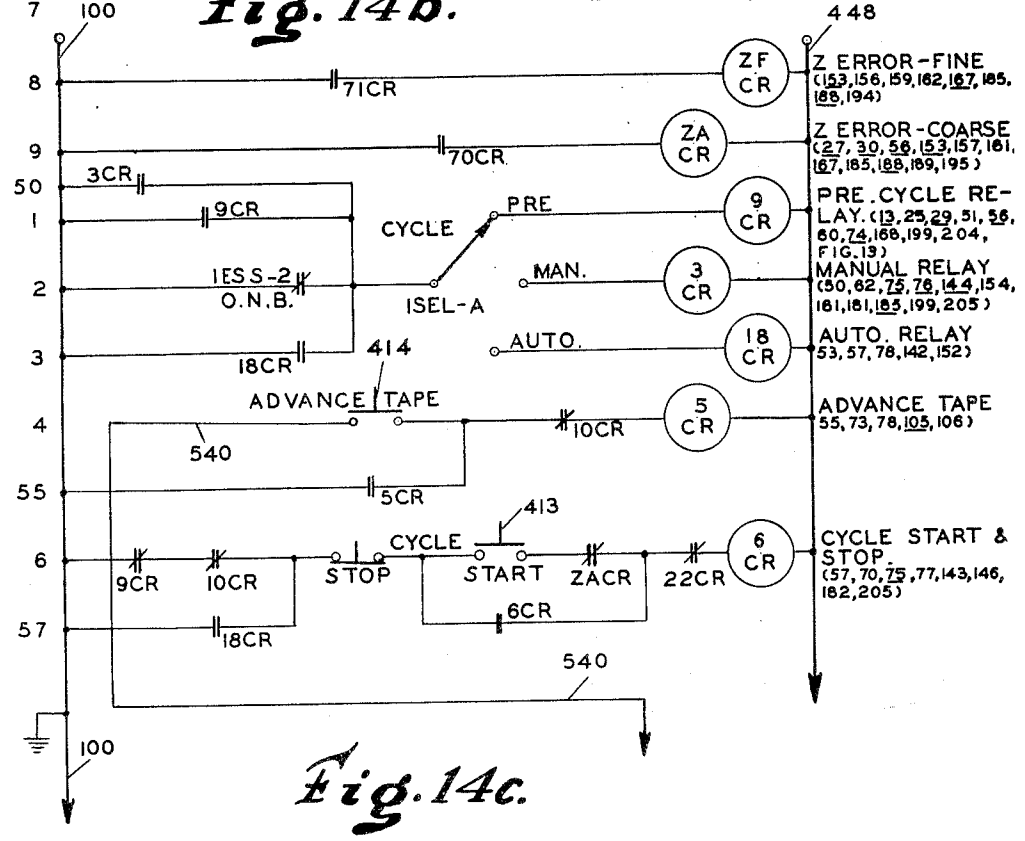 7 100 Fig. 14b. 448
8 71CR ZF CR Z ERROR-FINE
(153,156,159,162,167,185,
188,194)
9 70CR ZA CR Z ERROR-COARSE
(27, 30, 56,153,157,161,
167,185,188,189,195)
50 3CR
1 9CR CYCLE PRE 9 CR PRE.CYCLE RE-
LAY.(13,25,29,51,56,
60,74,168,199,204,
FIG.13)
2 1ESS-2 O.N.B. 1SEL-A MAN. 3 CR MANUAL RELAY
(50,62,75,76,144,154,
181,181,185,199,205)
3 18CR AUTO. 18 CR AUTO. RELAY
53,57,78,142,152)
414
4 540 ADVANCE TAPE 10CR 5 CR ADVANCE TAPE
55,73,78,105,106)
55 5CR
413
6 9CR 10CR STOP CYCLE START ZACR 22CR 6 CR CYCLE START &
STOP.
(57,70,75,77,143,146,
182,205)
57 18CR 6CR
540
100
Fig. 14c.